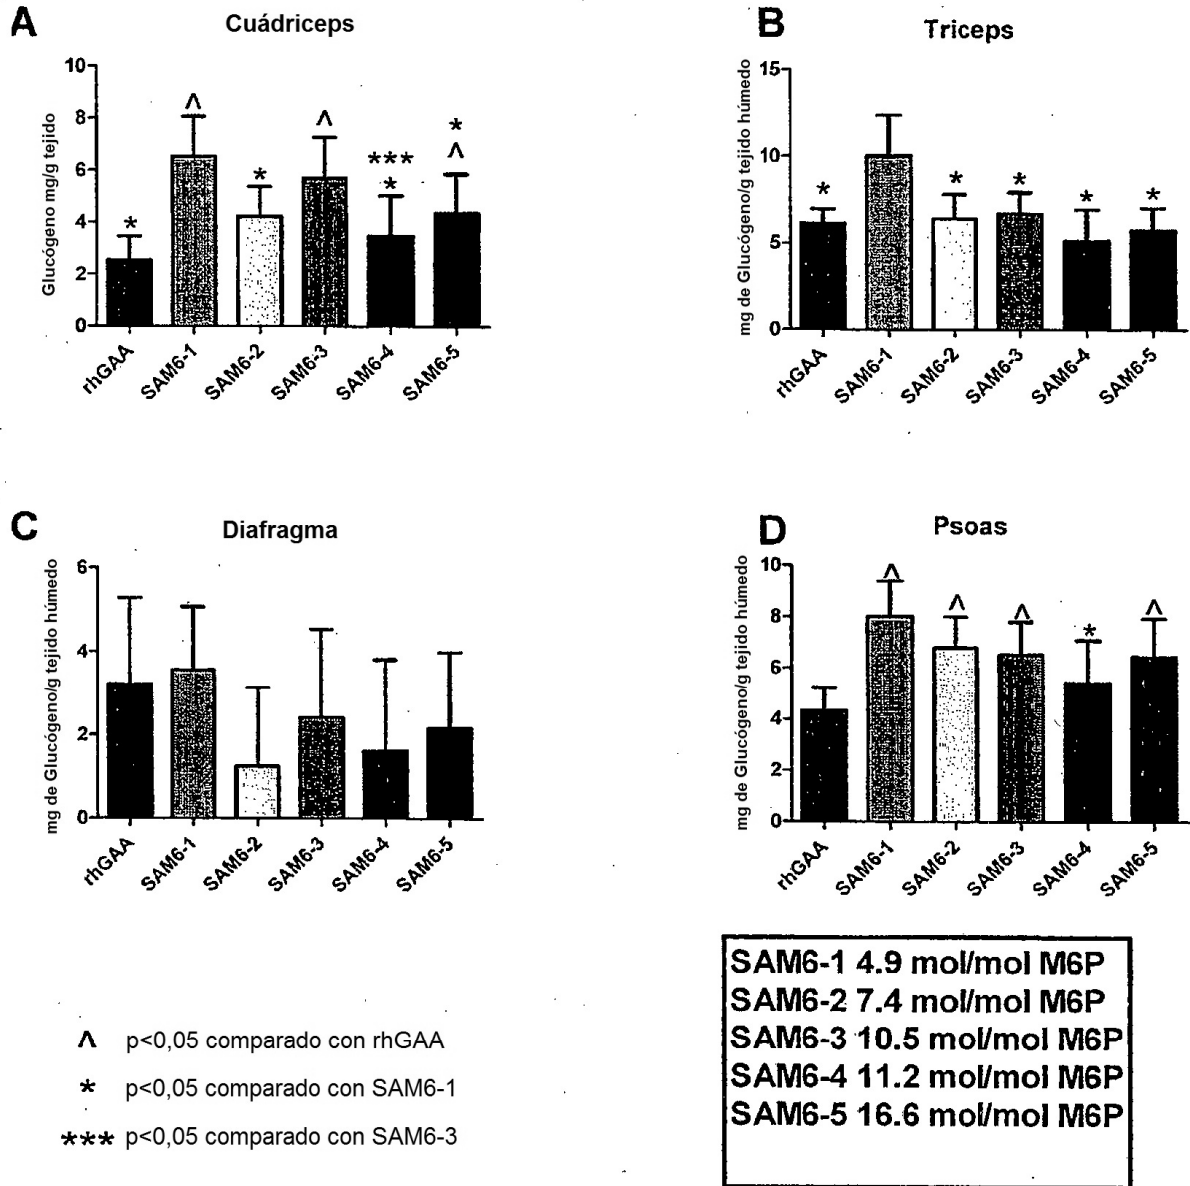 A
Cuádriceps
Glucógeno mg/g tejido
10
8
6
4
2
0
*
^
*
^
***
*
*
^
rhGAA
SAM6-1
SAM6-2
SAM6-3
SAM6-4
SAM6-5
B
Triceps
mg de Glucógeno/g tejido húmedo
15
10
5
0
*
*
*
*
*
rhGAA
SAM6-1
SAM6-2
SAM6-3
SAM6-4
SAM6-5
C
Diafragma
mg de Glucógeno/g tejido húmedo
6
4
2
0
rhGAA
SAM6-1
SAM6-2
SAM6-3
SAM6-4
SAM6-5
D
Psoas
mg de Glucógeno/g tejido húmedo
10
8
6
4
2
0
^
^
^
*
^
rhGAA
SAM6-1
SAM6-2
SAM6-3
SAM6-4
SAM6-5
^ p<0,05 comparado con rhGAA
* p<0,05 comparado con SAM6-1
*** p<0,05 comparado con SAM6-3
SAM6-1 4.9 mol/mol M6P
SAM6-2 7.4 mol/mol M6P
SAM6-3 10.5 mol/mol M6P
SAM6-4 11.2 mol/mol M6P
SAM6-5 16.6 mol/mol M6P